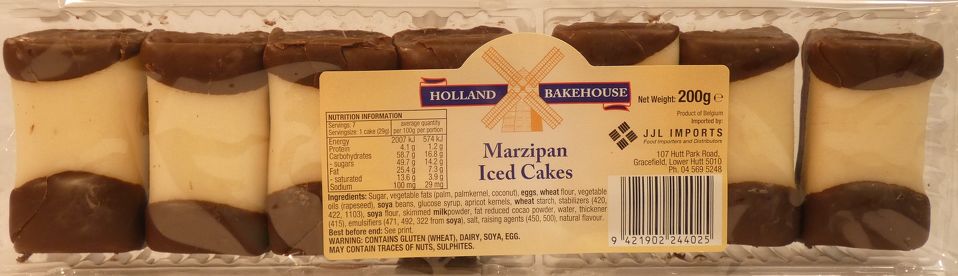 HOLLAND BAKEHOUSE
Marzipan
Iced Cakes
NUTRITION INFORMATION
Servings: 7 average quantity
Servingsize: 1 cake (29g) per 100g per portion
Energy 2007 kJ 574 kJ
Protein 4.1 g 1.2 g
Carbohydrates 58.7 g 16.8 g
- sugars 49.7 g 14.2 g
Fat 25.4 g 7.3 g
- saturated 13.6 g 3.9 g
Sodium 100 mg 29 mg
Ingredients: Sugar, vegetable fats (palm, palmkernel, coconut), eggs, wheat flour, vegetable
oils (rapeseed), soya beans, glucose syrup, apricot kernels, wheat starch, stabilizers (420,
422, 1103), soya flour, skimmed milkpowder, fat reduced cacao powder, water, thickener
(415), emulsifiers (471, 492, 322 from soya), salt, raising agents (450, 500), natural flavour.
Best before end: See print.
WARNING: CONTAINS GLUTEN (WHEAT), DAIRY, SOYA, EGG.
MAY CONTAIN TRACES OF NUTS, SULPHITES.
Net Weight: 200g e
Product of Belgium
Imported by:
JJL IMPORTS
Food Importers and Distributors
107 Hutt Park Road,
Gracefield, Lower Hutt 5010
Ph. 04 569 5248
9 421902 244025